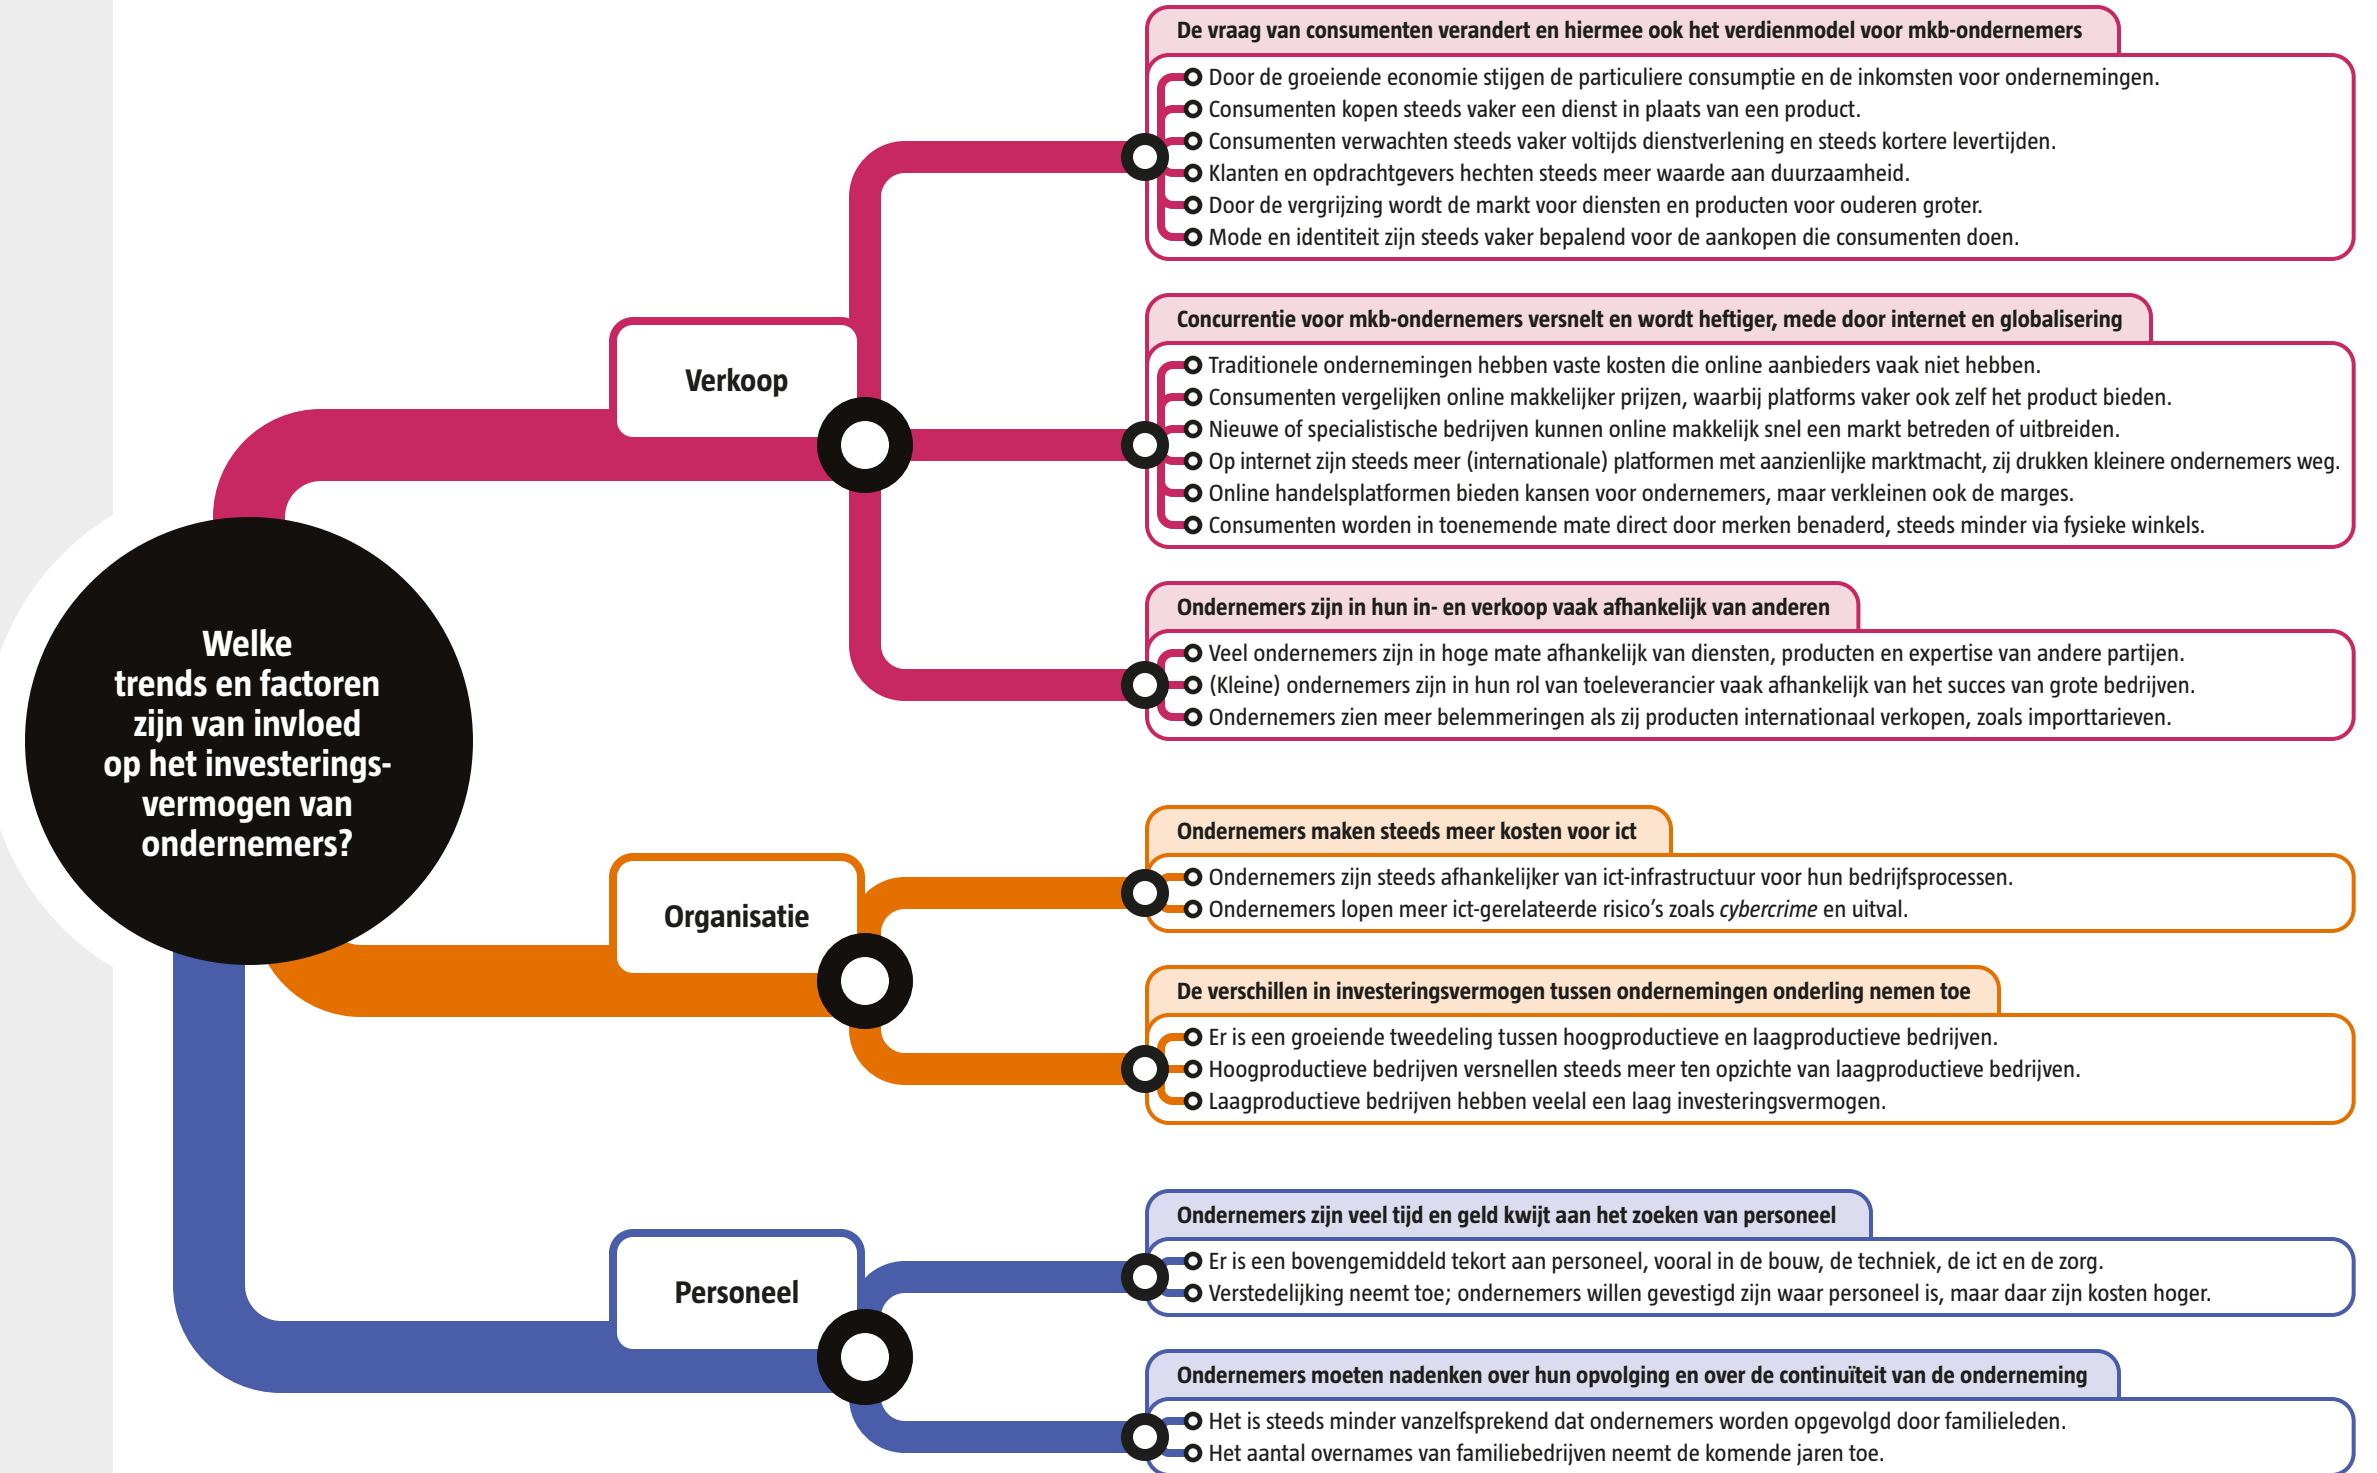 Welke
trends en factoren
zijn van invloed
op het investerings-
vermogen van
ondernemers?
Verkoop
De vraag van consumenten verandert en hiermee ook het verdienmodel voor mkb-ondernemers
Door de groeiende economie stijgen de particuliere consumptie en de inkomsten voor ondernemingen.
Consumenten kopen steeds vaker een dienst in plaats van een product.
Consumenten verwachten steeds vaker voltijds dienstverlening en steeds kortere levertijden.
Klanten en opdrachtgevers hechten steeds meer waarde aan duurzaamheid.
Door de vergrijzing wordt de markt voor diensten en producten voor ouderen groter.
Mode en identiteit zijn steeds vaker bepalend voor de aankopen die consumenten doen.
Concurrentie voor mkb-ondernemers versnelt en wordt heftiger, mede door internet en globalisering
Traditionele ondernemingen hebben vaste kosten die online aanbieders vaak niet hebben.
Consumenten vergelijken online makkelijker prijzen, waarbij platforms vaker ook zelf het product bieden.
Nieuwe of specialistische bedrijven kunnen online makkelijk snel een markt betreden of uitbreiden.
Op internet zijn steeds meer (internationale) platformen met aanzienlijke marktmacht, zij drukken kleinere ondernemers weg.
Online handelsplatformen bieden kansen voor ondernemers, maar verkleinen ook de marges.
Consumenten worden in toenemende mate direct door merken benaderd, steeds minder via fysieke winkels.
Ondernemers zijn in hun in- en verkoop vaak afhankelijk van anderen
Veel ondernemers zijn in hoge mate afhankelijk van diensten, producten en expertise van andere partijen.
(Kleine) ondernemers zijn in hun rol van toeleverancier vaak afhankelijk van het succes van grote bedrijven.
Ondernemers zien meer belemmeringen als zij producten internationaal verkopen, zoals importtarieven.
Organisatie
Ondernemers maken steeds meer kosten voor ict
Ondernemers zijn steeds afhankelijker van ict-infrastructuur voor hun bedrijfsprocessen.
Ondernemers lopen meer ict-gerelateerde risico’s zoals cybercrime en uitval.
De verschillen in investeringsvermogen tussen ondernemingen onderling nemen toe
Er is een groeiende tweedeling tussen hoogproductieve en laagproductieve bedrijven.
Hoogproductieve bedrijven versnellen steeds meer ten opzichte van laagproductieve bedrijven.
Laagproductieve bedrijven hebben veelal een laag investeringsvermogen.
Personeel
Ondernemers zijn veel tijd en geld kwijt aan het zoeken van personeel
Er is een bovengemiddeld tekort aan personeel, vooral in de bouw, de techniek, de ict en de zorg.
Verstedelijking neemt toe; ondernemers willen gevestigd zijn waar personeel is, maar daar zijn kosten hoger.
Ondernemers moeten nadenken over hun opvolging en over de continuïteit van de onderneming
Het is steeds minder vanzelfsprekend dat ondernemers worden opgevolgd door familieleden.
Het aantal overnames van familiebedrijven neemt de komende jaren toe.